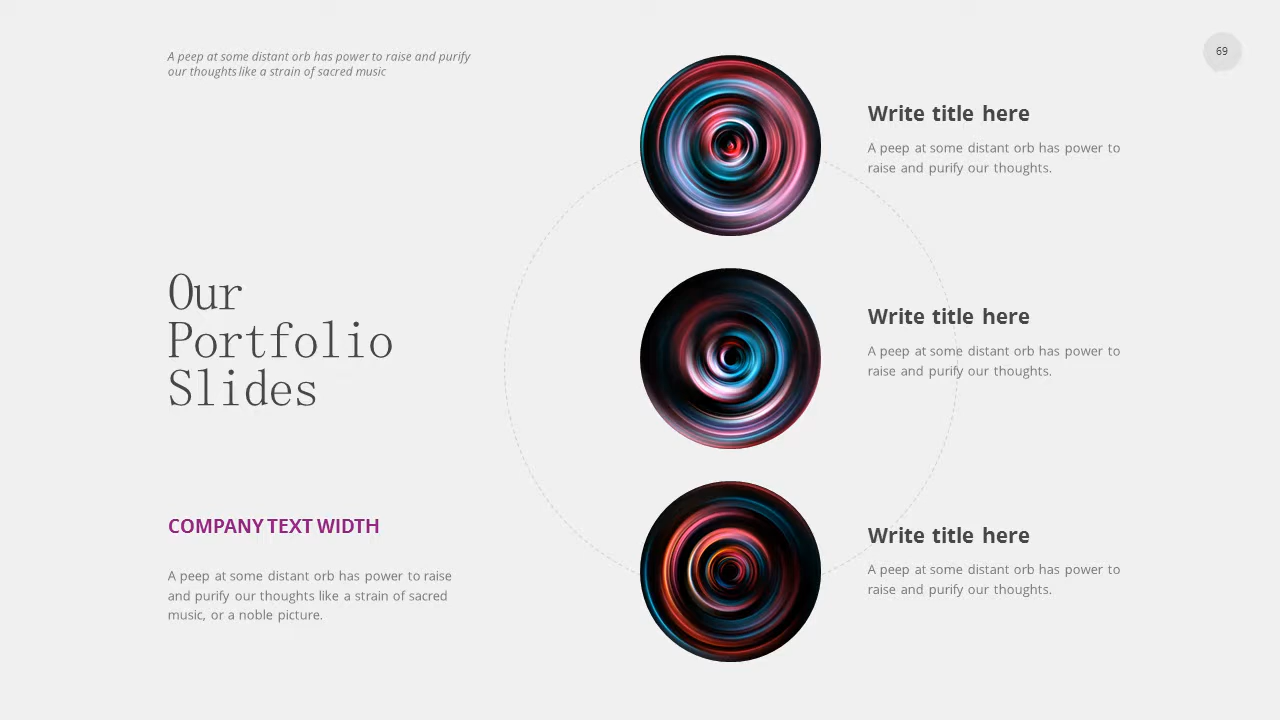 A peep at some distant orb has power to raise and purify
our thoughts like a strain of sacred music
69
Our
Portfolio
Slides
COMPANY TEXT WIDTH
A peep at some distant orb has power to raise
and purify our thoughts like a strain of sacred
music, or a noble picture.
Write title here
A peep at some distant orb has power to
raise and purify our thoughts.
Write title here
A peep at some distant orb has power to
raise and purify our thoughts.
Write title here
A peep at some distant orb has power to
raise and purify our thoughts.